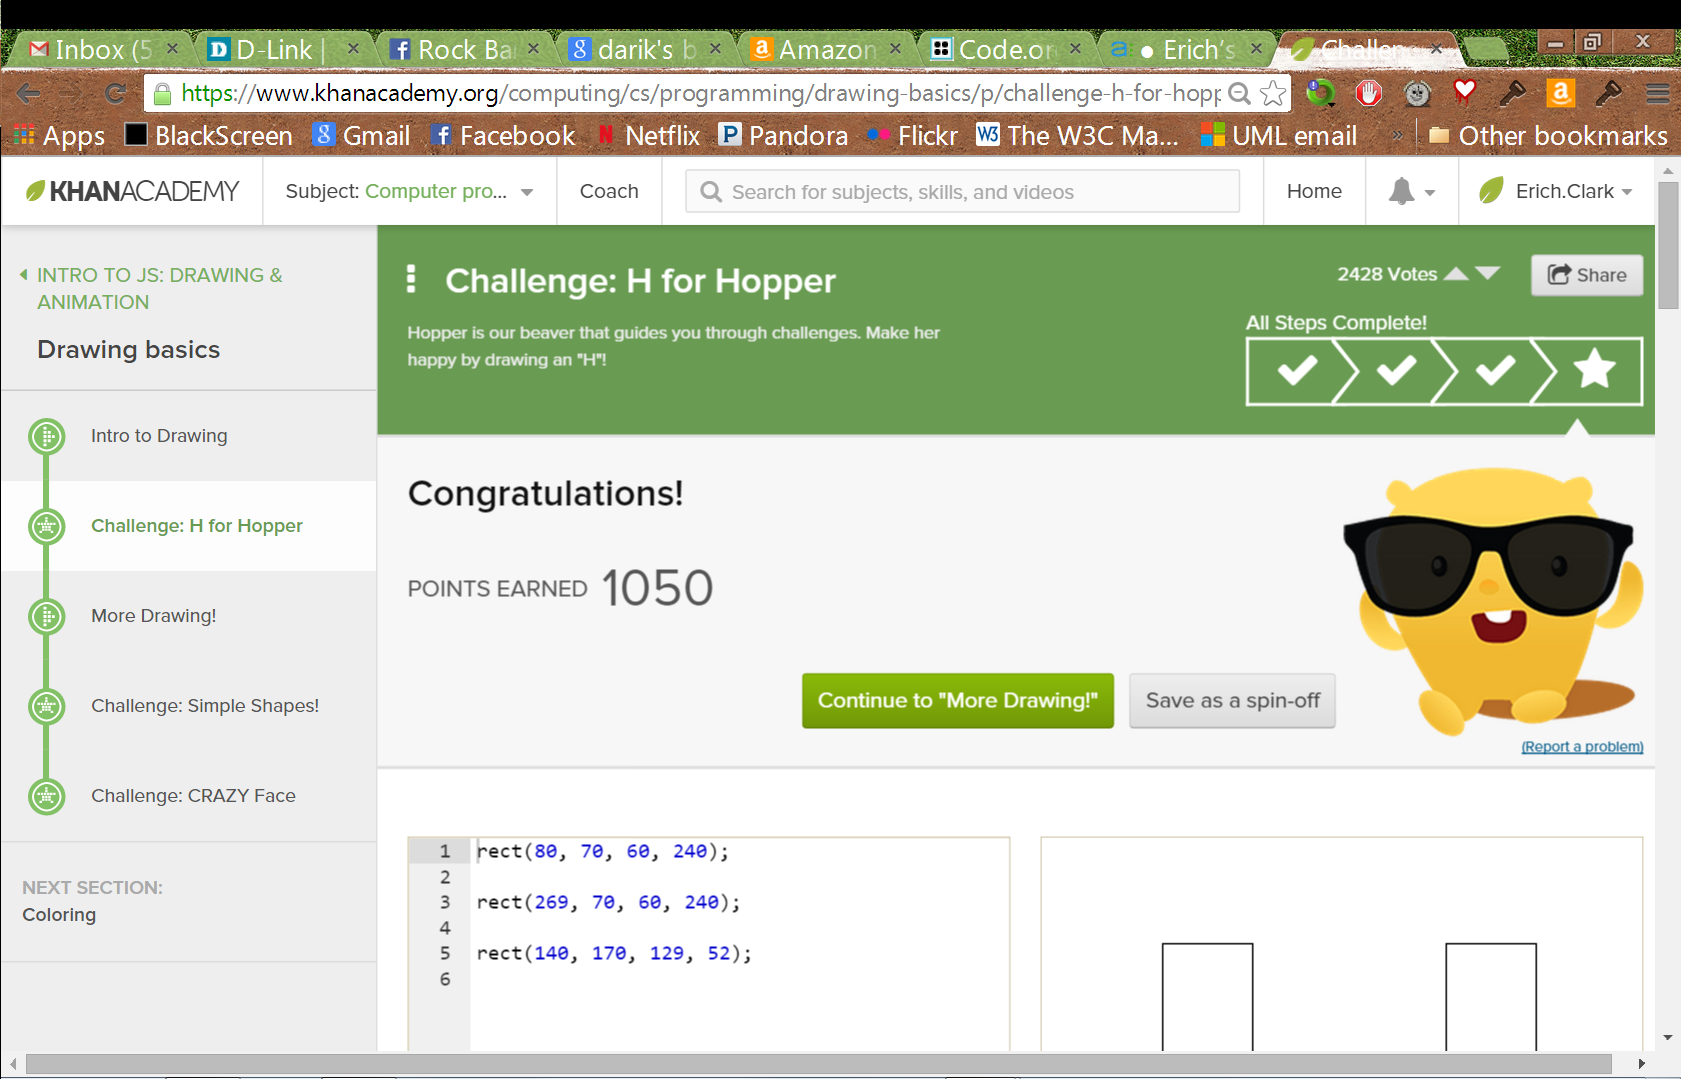 Inbox (5
D-Link |
Rock Ba
darik's b
Amazon
Code.or
● Erich's
Challen
https://www.khanacademy.org/computing/cs/programming/drawing-basics/p/challenge-h-for-hopp
Apps BlackScreen Gmail Facebook Netflix Pandora Flickr The W3C Ma... UML email » Other bookmarks
KHANACADEMY Subject: Computer pro... Coach Search for subjects, skills, and videos Home Erich.Clark
INTRO TO JS: DRAWING &
ANIMATION
Drawing basics
Intro to Drawing
Challenge: H for Hopper
More Drawing!
Challenge: Simple Shapes!
Challenge: CRAZY Face
NEXT SECTION:
Coloring
Challenge: H for Hopper
2428 Votes
Share
Hopper is our beaver that guides you through challenges. Make her
happy by drawing an "H"!
All Steps Complete!
Congratulations!
POINTS EARNED 1050
Continue to "More Drawing!"
Save as a spin-off
(Report a problem)
1 rect(80, 70, 60, 240);
2
3 rect(269, 70, 60, 240);
4
5 rect(140, 170, 129, 52);
6